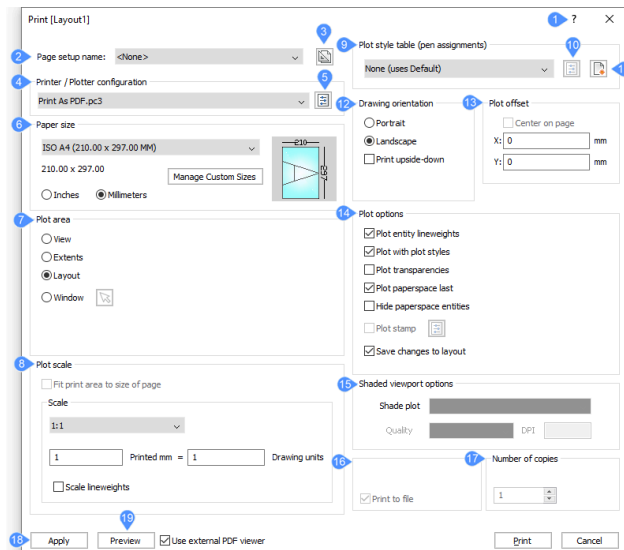 Print [Layout1]
1
?
2
Page setup name:
<None>
3
4
Printer / Plotter configuration
Print As PDF.pc3
5
6
Paper size
ISO A4 (210.00 x 297.00 MM)
210.00 x 297.00
Manage Custom Sizes
Inches
Millimeters
210
297
7
Plot area
View
Extents
Layout
Window
8
Plot scale
Fit print area to size of page
Scale
1:1
1 Printed mm = 1 Drawing units
Scale lineweights
9
Plot style table (pen assignments)
None (uses Default)
10
12
Drawing orientation
Portrait
Landscape
Print upside-down
13
Plot offset
Center on page
X: 0 mm
Y: 0 mm
14
Plot options
Plot entity lineweights
Plot with plot styles
Plot transparencies
Plot paperspace last
Hide paperspace entities
Plot stamp
Save changes to layout
15
Shaded viewport options
Shade plot
Quality
DPI
16
Print to file
17
Number of copies
1
18
Apply
19
Preview
Use external PDF viewer
Print
Cancel